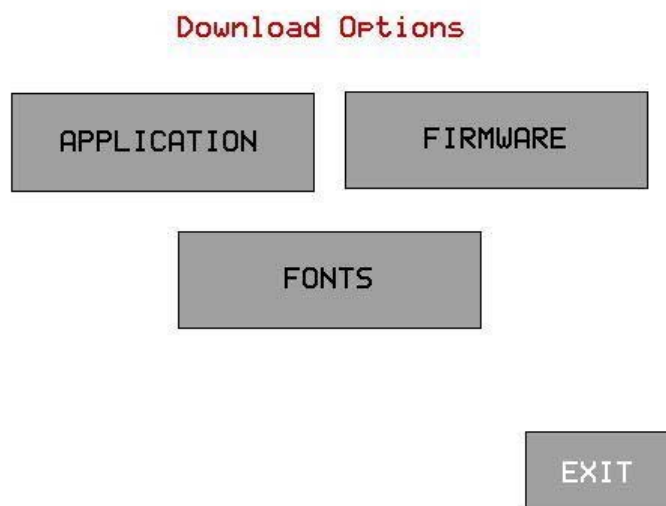 Download Options
APPLICATION
FIRMWARE
FONTS
EXIT